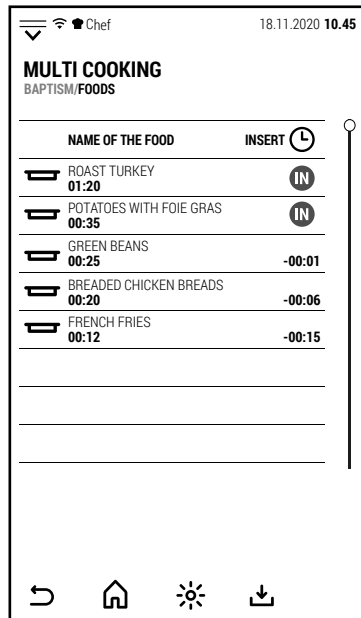 Chef 18.11.2020 10.45
MULTI COOKING
BAPTISM/FOODS
NAME OF THE FOOD INSERT
ROAST TURKEY
01:20 IN
POTATOES WITH FOIE GRAS
00:35 IN
GREEN BEANS
00:25 -00:01
BREADED CHICKEN BREADS
00:20 -00:06
FRENCH FRIES
00:12 -00:15